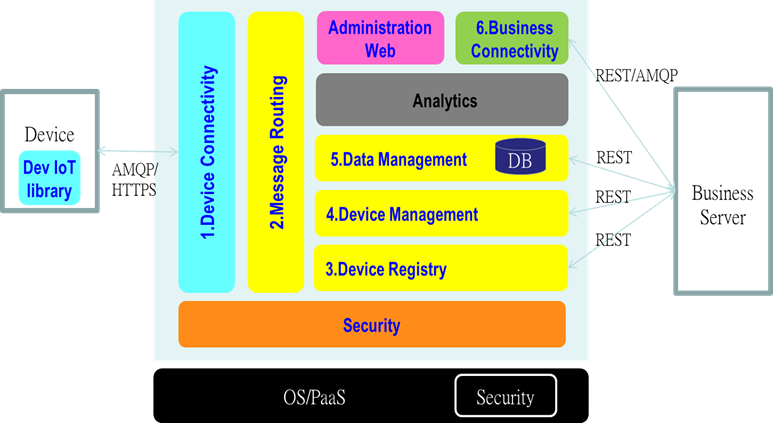 Device
Dev IoT
library
AMQP/
HTTPS
1.Device Connectivity
2.Message Routing
Administration
Web
6.Business
Connectivity
Analytics
5.Data Management
DB
4.Device Management
3.Device Registry
Security
OS/PaaS
Security
REST/AMQP
REST
REST
REST
Business
Server